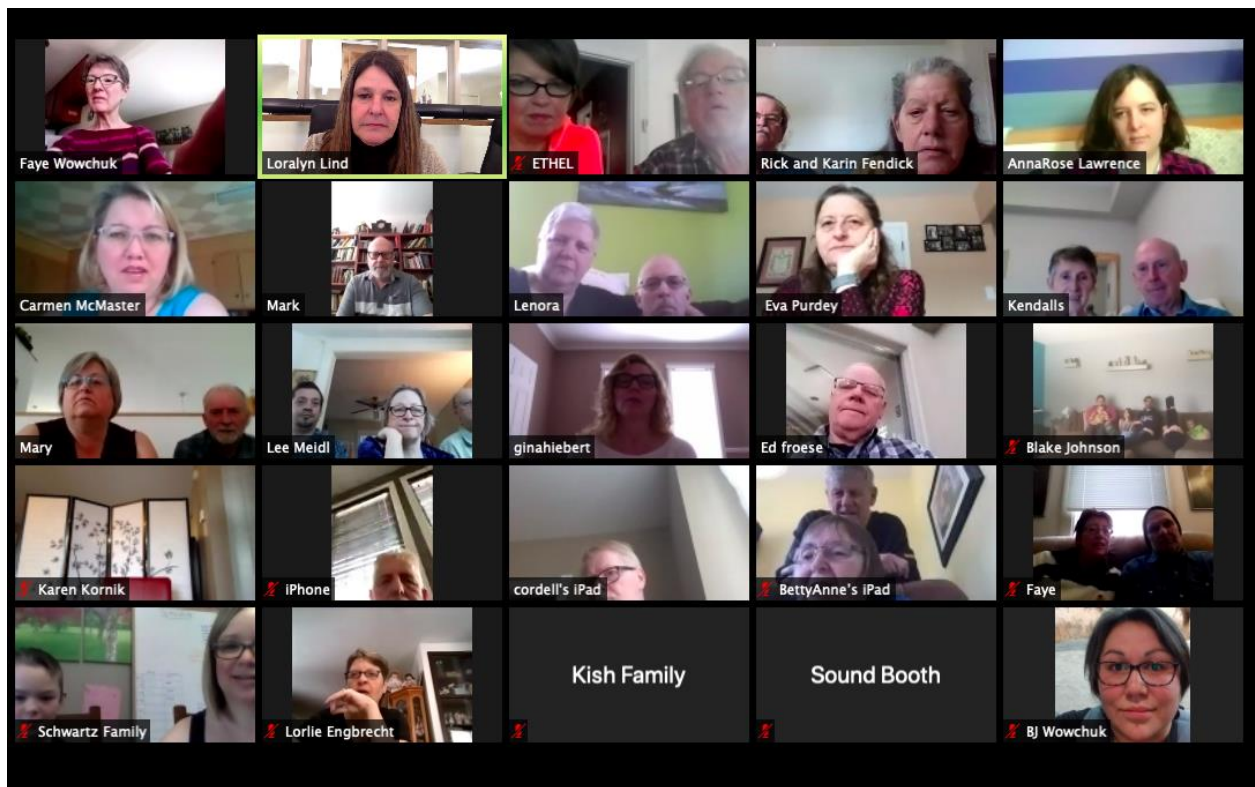 Faye Wowchuk
Loralyn Lind
ETHEL
Rick and Karin Fendick
AnnaRose Lawrence
Carmen McMaster
Mark
Lenora
Eva Purdey
Kendalls
Mary
Lee Meidl
ginahiebert
Ed froese
Blake Johnson
Karen Kornik
iPhone
cordell's iPad
BettyAnne's iPad
Faye
Schwartz Family
Lorlie Engbrecht
Kish Family
Sound Booth
BJ Wowchuk